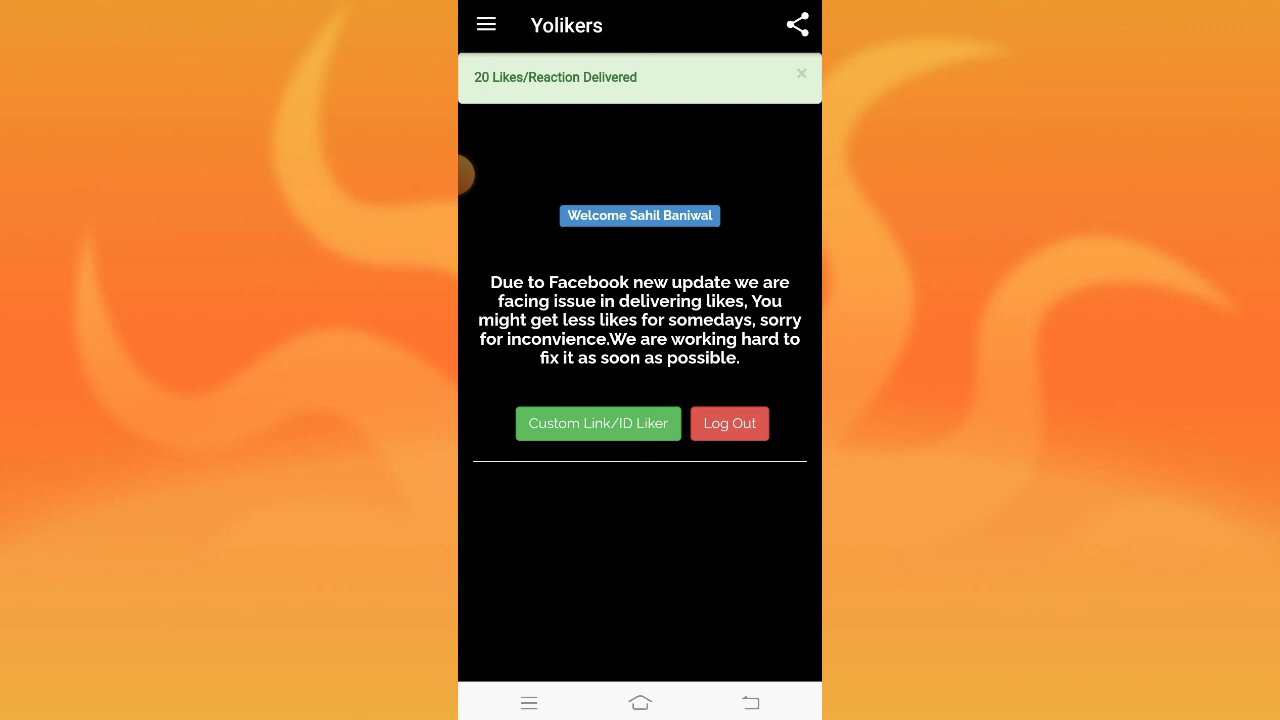 Yolikers
20 Likes/Reaction Delivered
×
Welcome Sahil Baniwal
Due to Facebook new update we are
facing issue in delivering likes, You
might get less likes for somedays, sorry
for inconvience.We are working hard to
fix it as soon as possible.
Custom Link/ID Liker Log Out